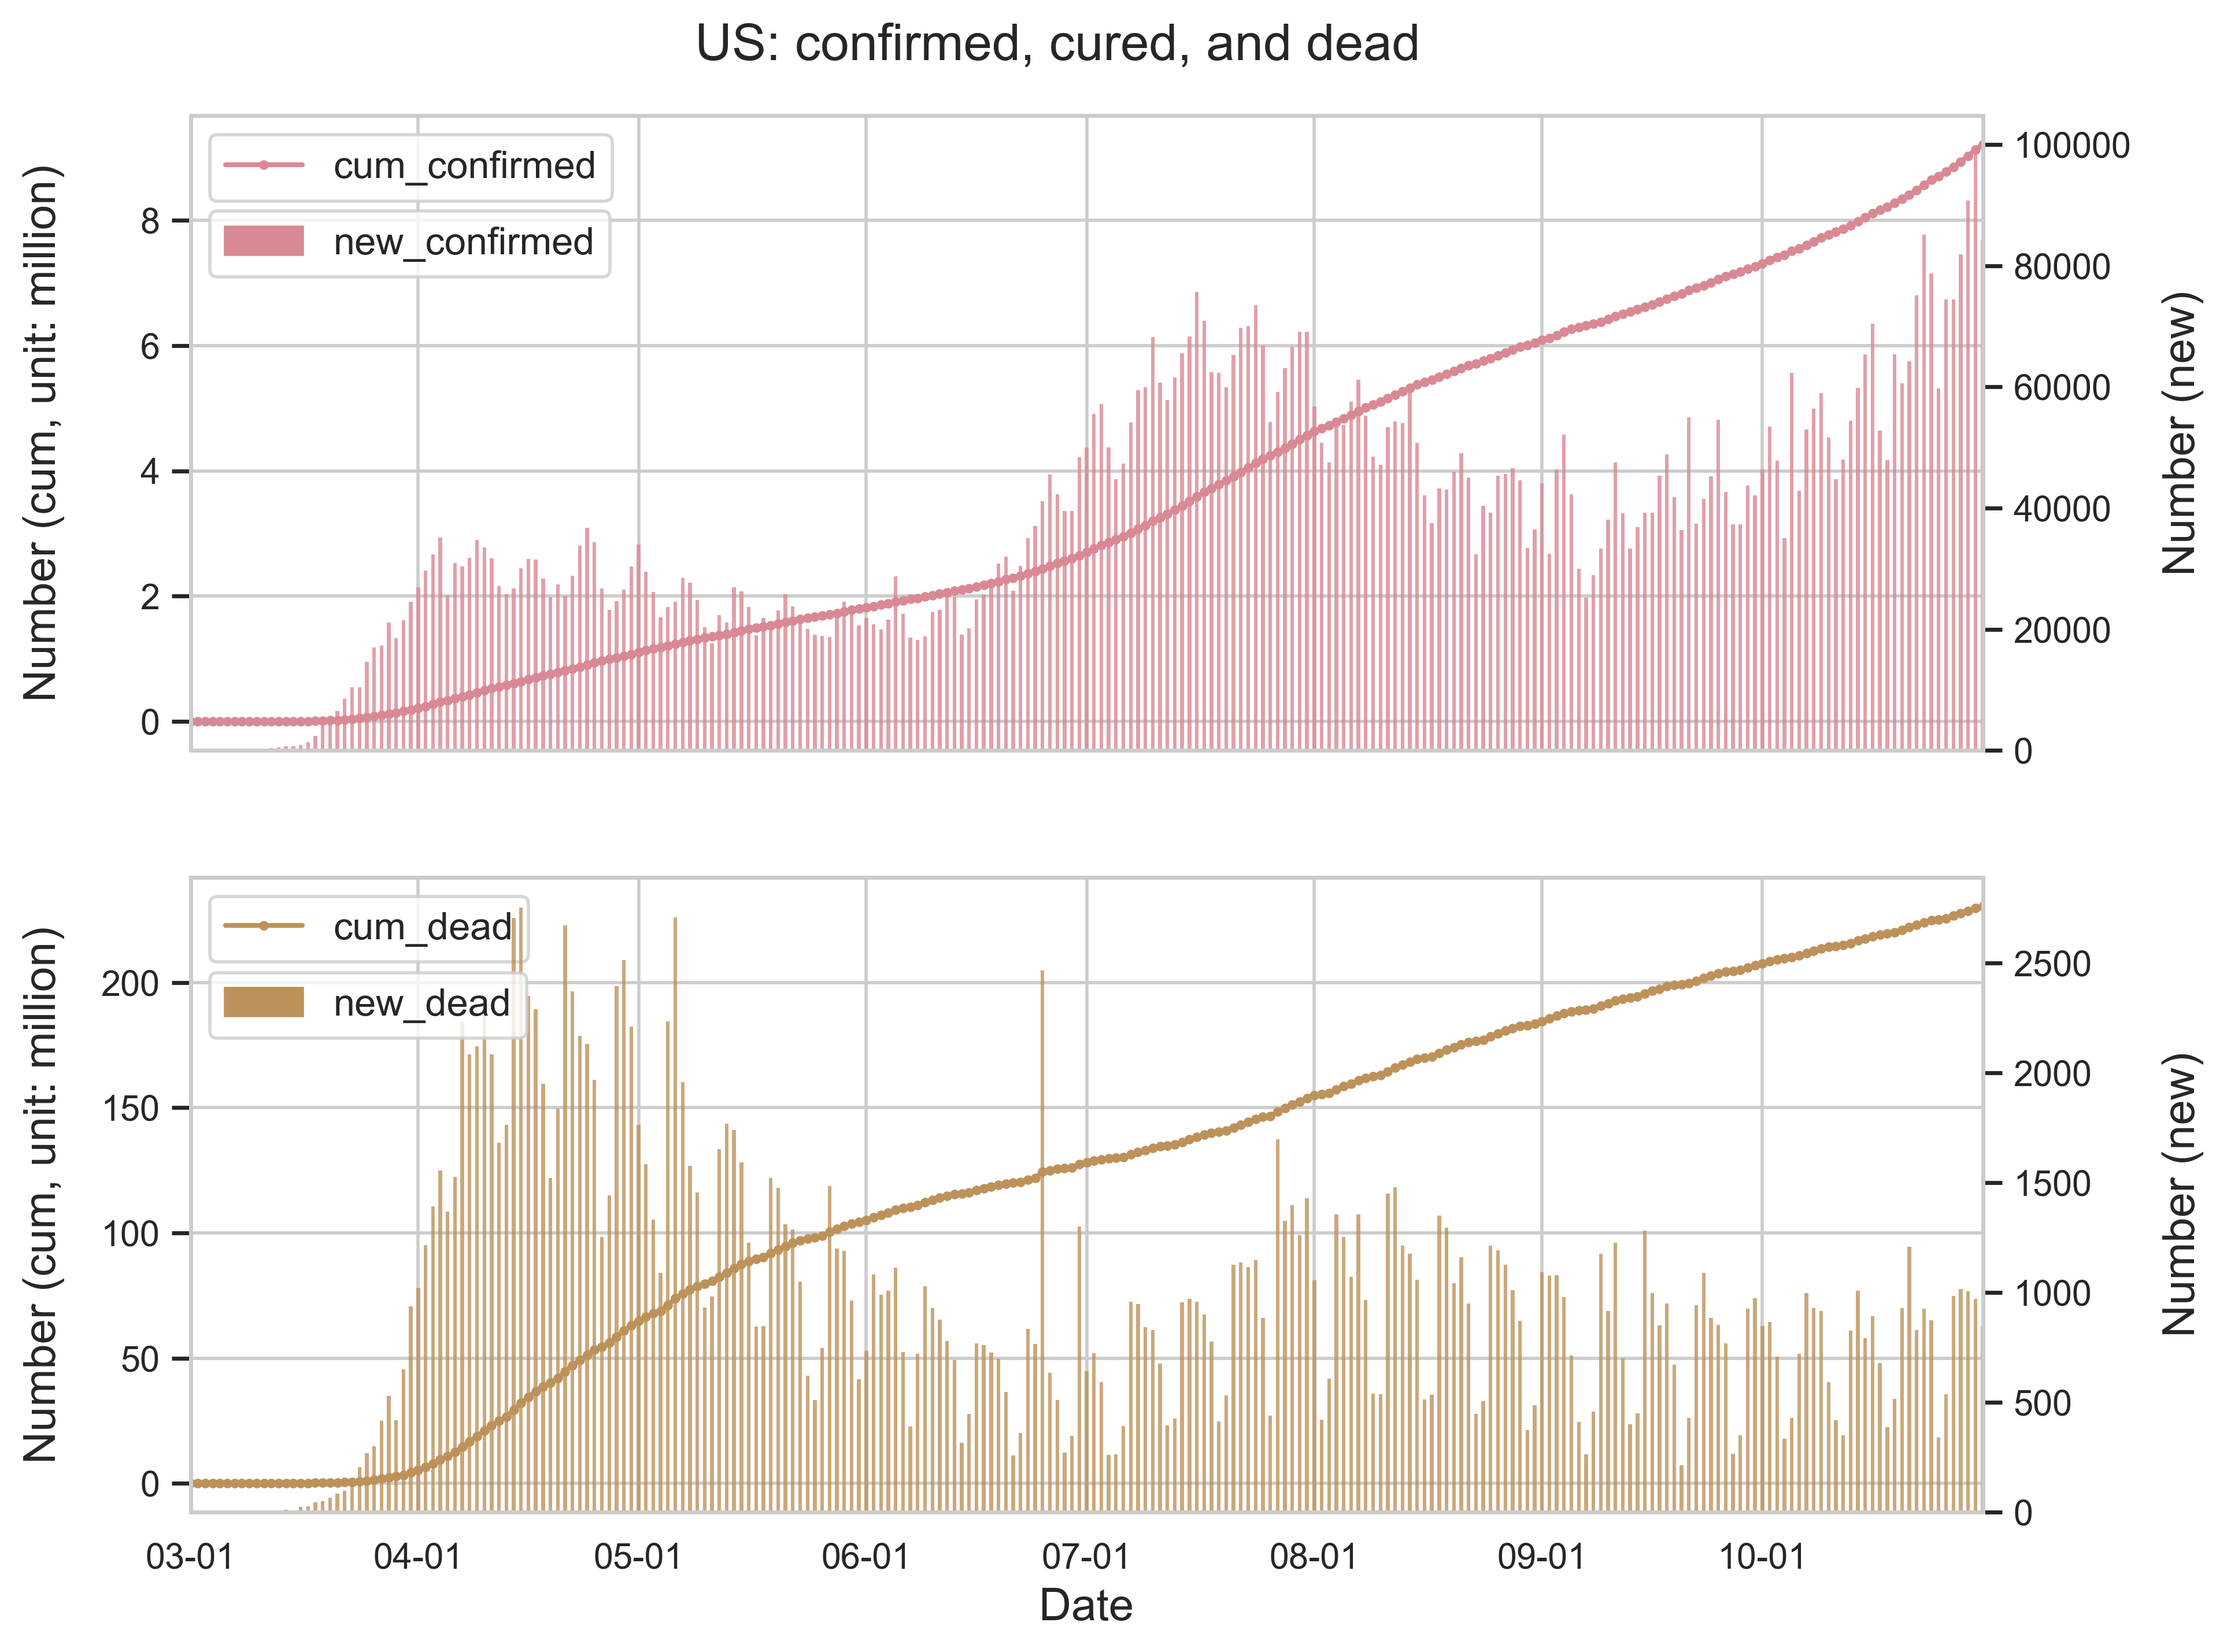 US: confirmed, cured, and dead
cum_confirmed
new_confirmed
Number (cum, unit: million)
8
6
4
2
0
100000
80000
60000
40000
20000
0
Number (new)
cum_dead
new_dead
Number (cum, unit: million)
200
150
100
50
0
2500
2000
1500
1000
500
0
Number (new)
03-01 04-01 05-01 06-01 07-01 08-01 09-01 10-01
Date